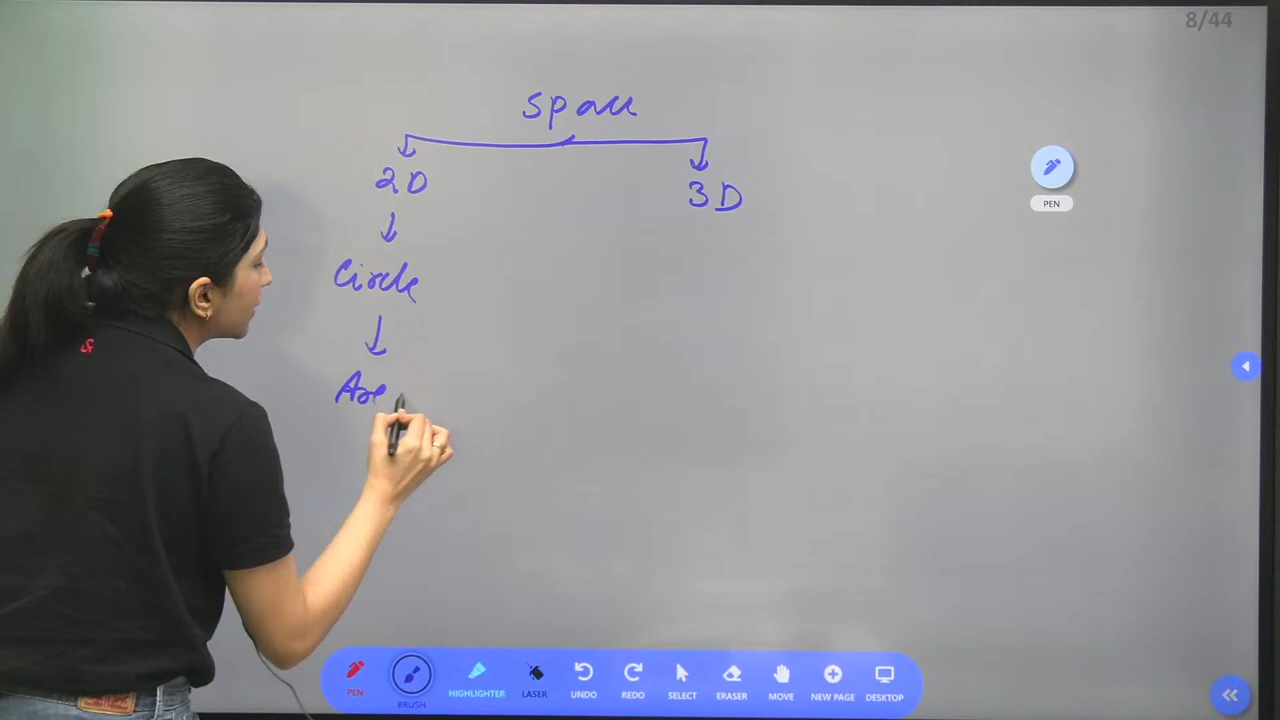 8/44
Space
2D 3D
Circle
Are
PEN
PEN BRUSH HIGHLIGHTER LASER UNDO REDO SELECT ERASER MOVE NEW PAGE DESKTOP